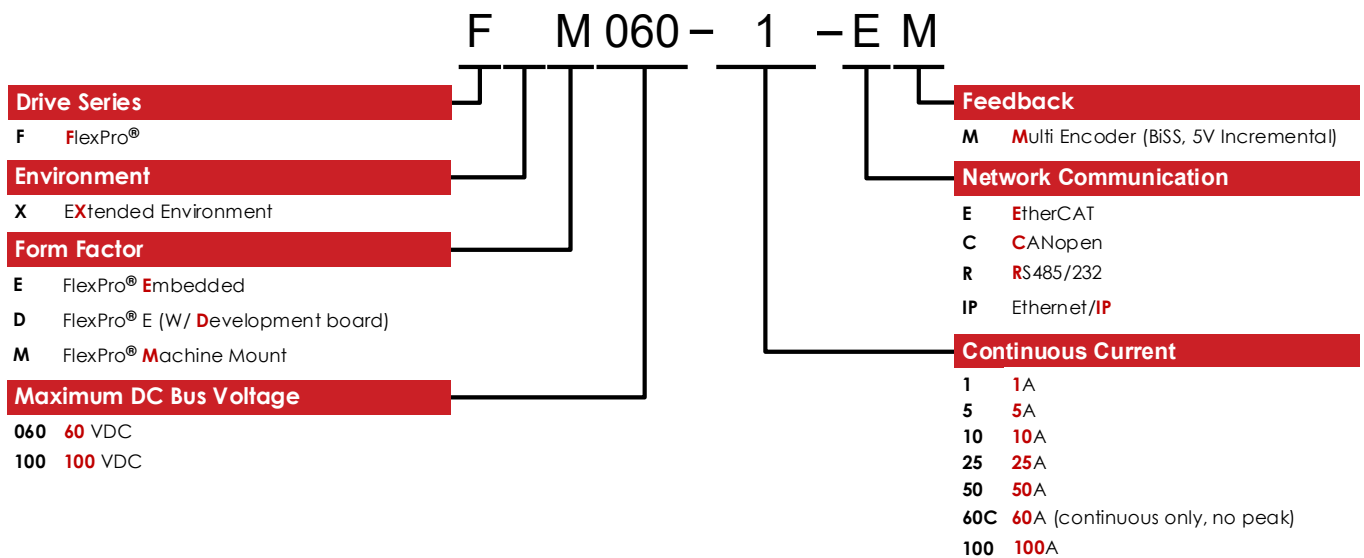 F M 060 – 1 – E M
Drive Series
F FlexPro®
Environment
X EXtended Environment
Form Factor
E FlexPro® Embedded
D FlexPro® E (W/ Development board)
M FlexPro® Machine Mount
Maximum DC Bus Voltage
060 60 VDC
100 100 VDC
Feedback
M Multi Encoder (BiSS, 5V Incremental)
Network Communication
E EtherCAT
C CANopen
R RS485/232
IP Ethernet/IP
Continuous Current
1 1A
5 5A
10 10A
25 25A
50 50A
60C 60A (continuous only, no peak)
100 100A